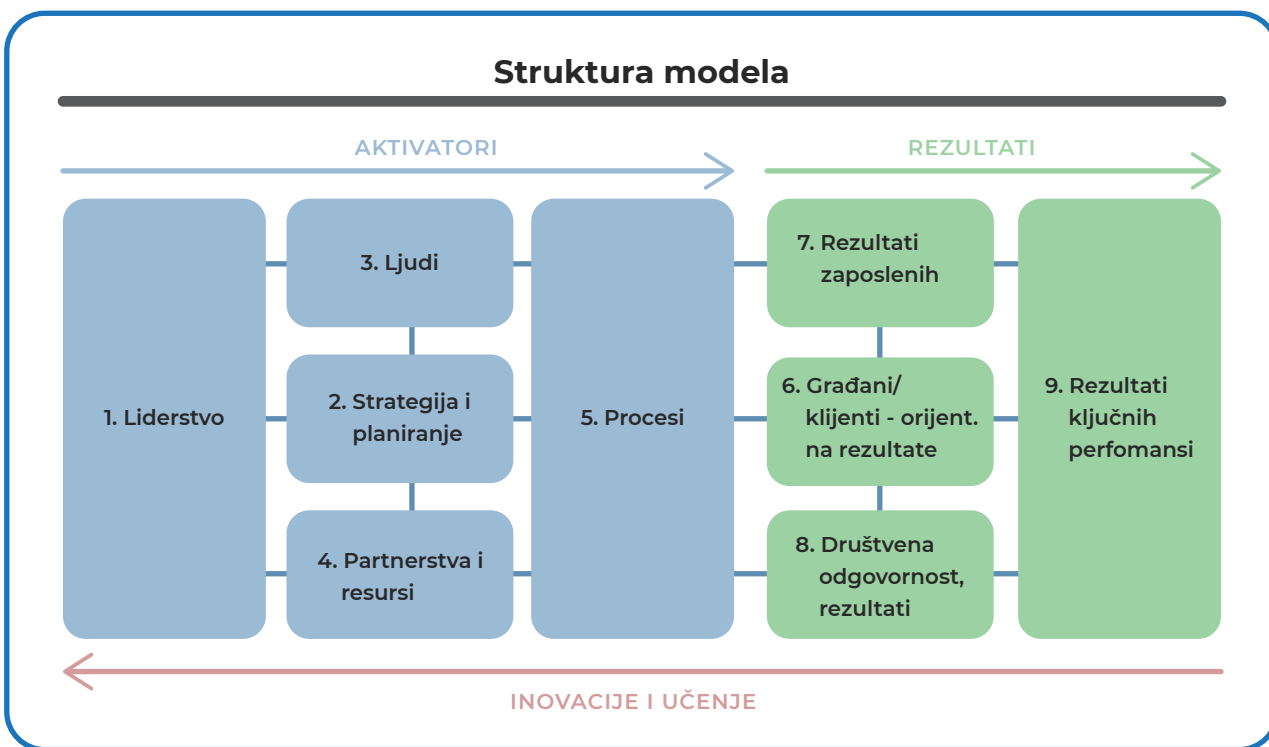 Struktura modela
AKTIVATORI
REZULTATI
1. Liderstvo
3. Ljudi
2. Strategija i
planiranje
4. Partnerstva i
resursi
5. Procesi
7. Rezultati
zaposlenih
6. Građani/
klijenti - orijent.
na rezultate
8. Društvena
odgovornost,
rezultati
9. Rezultati
ključnih
perfomansi
INOVACIJE I UČENJE